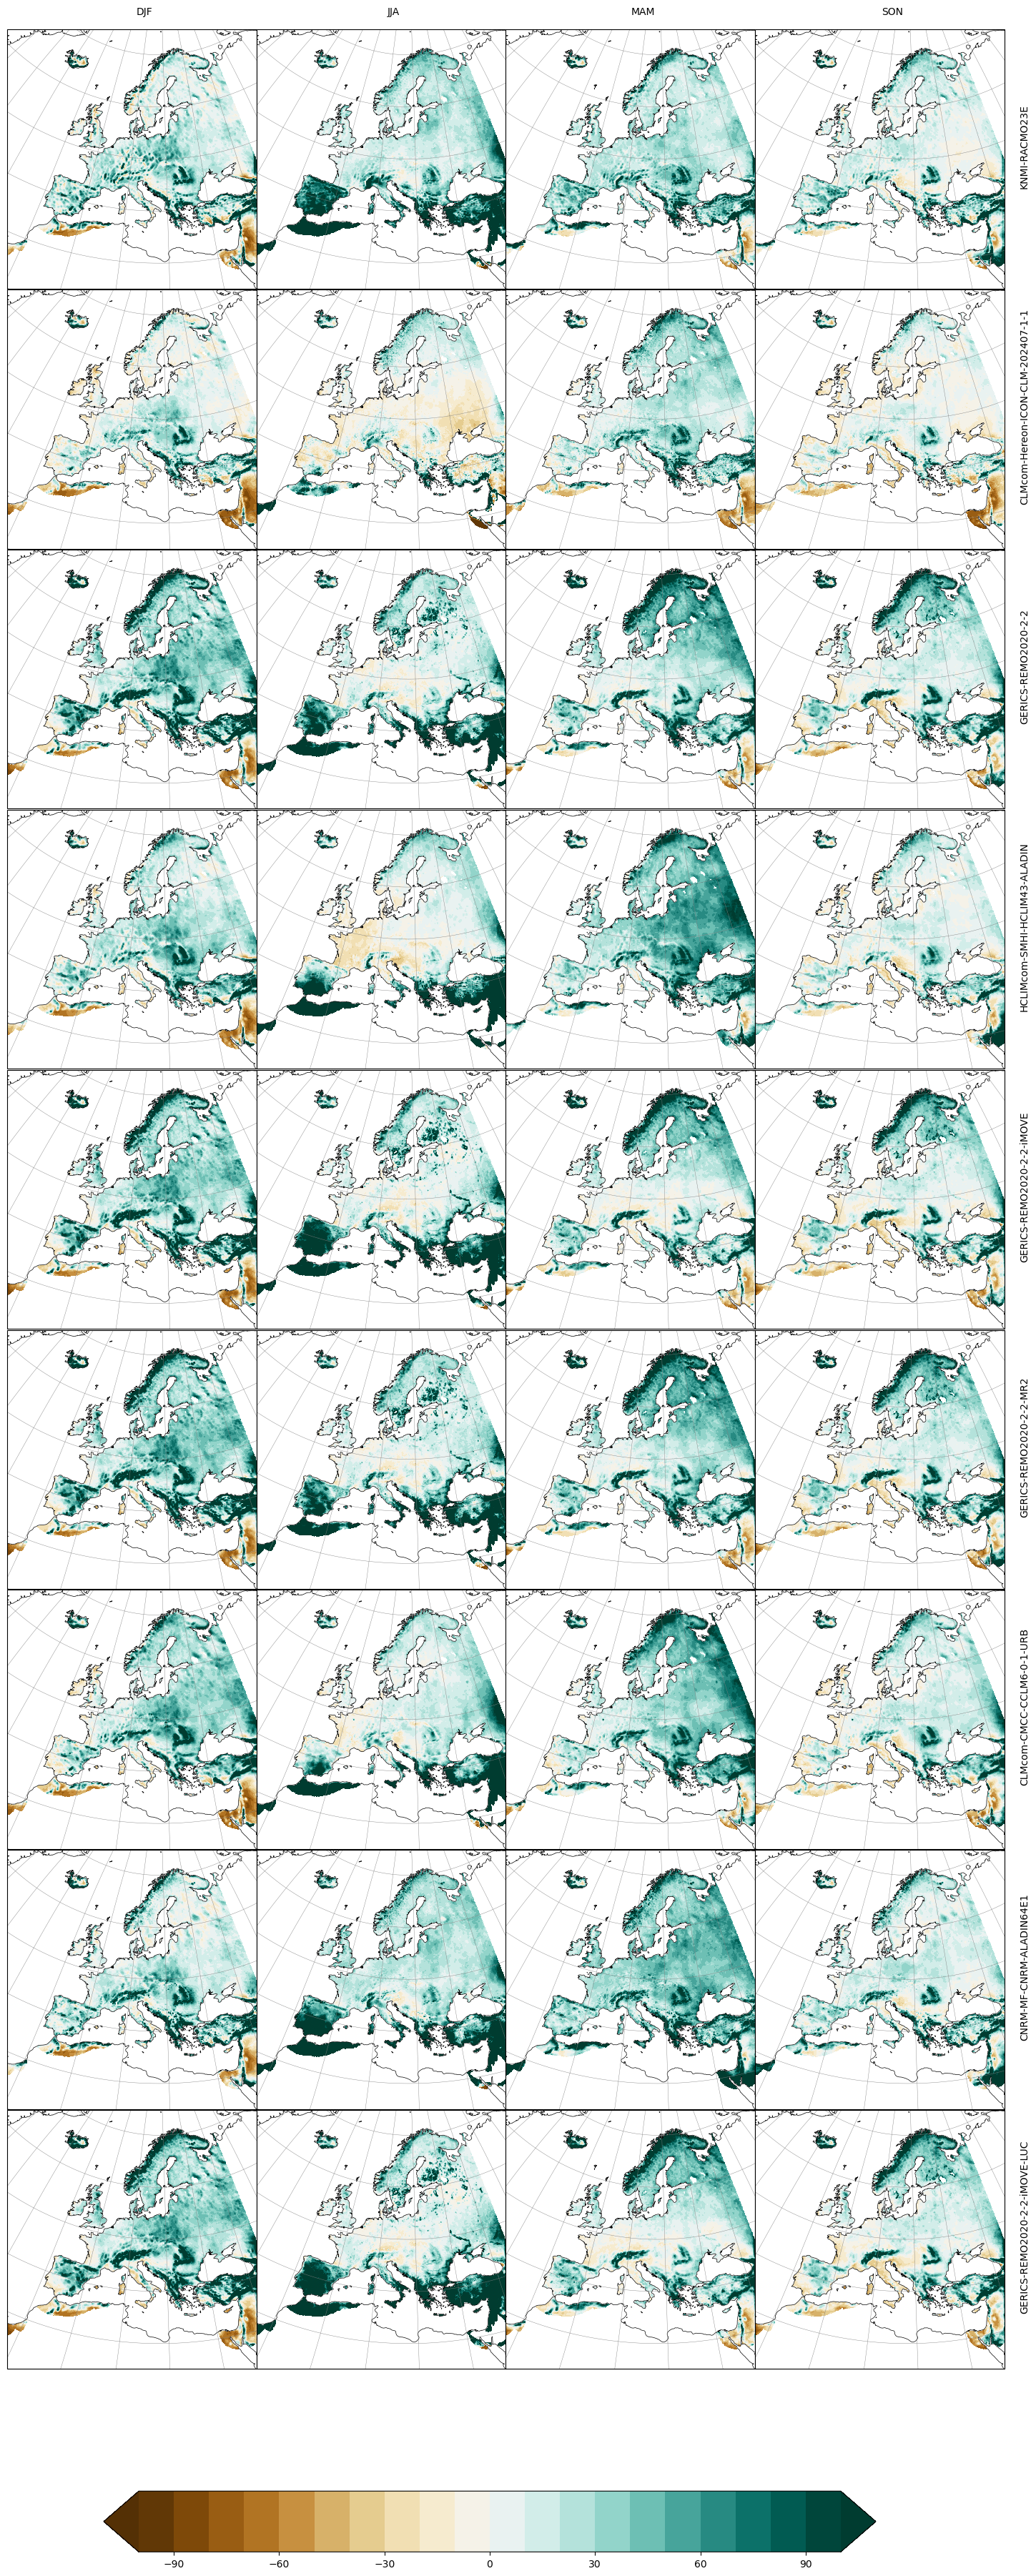 DJF JJA MAM SON
KNMI-RACMO23E
CLMcom-Hereon-ICON-CLM-202407-1-1
GERICS-REMO2020-2-2
HCLIMcom-SMHI-HCLIM43-ALADIN
GERICS-REMO2020-2-2-iMOVE
GERICS-REMO2020-2-2-MR2
CLMcom-CMCC-CCLM6-0-1-URB
CNRM-MF-CNRM-ALADIN64E1
GERICS-REMO2020-2-2-iMOVE-LUC
−90 −60 −30 0 30 60 90